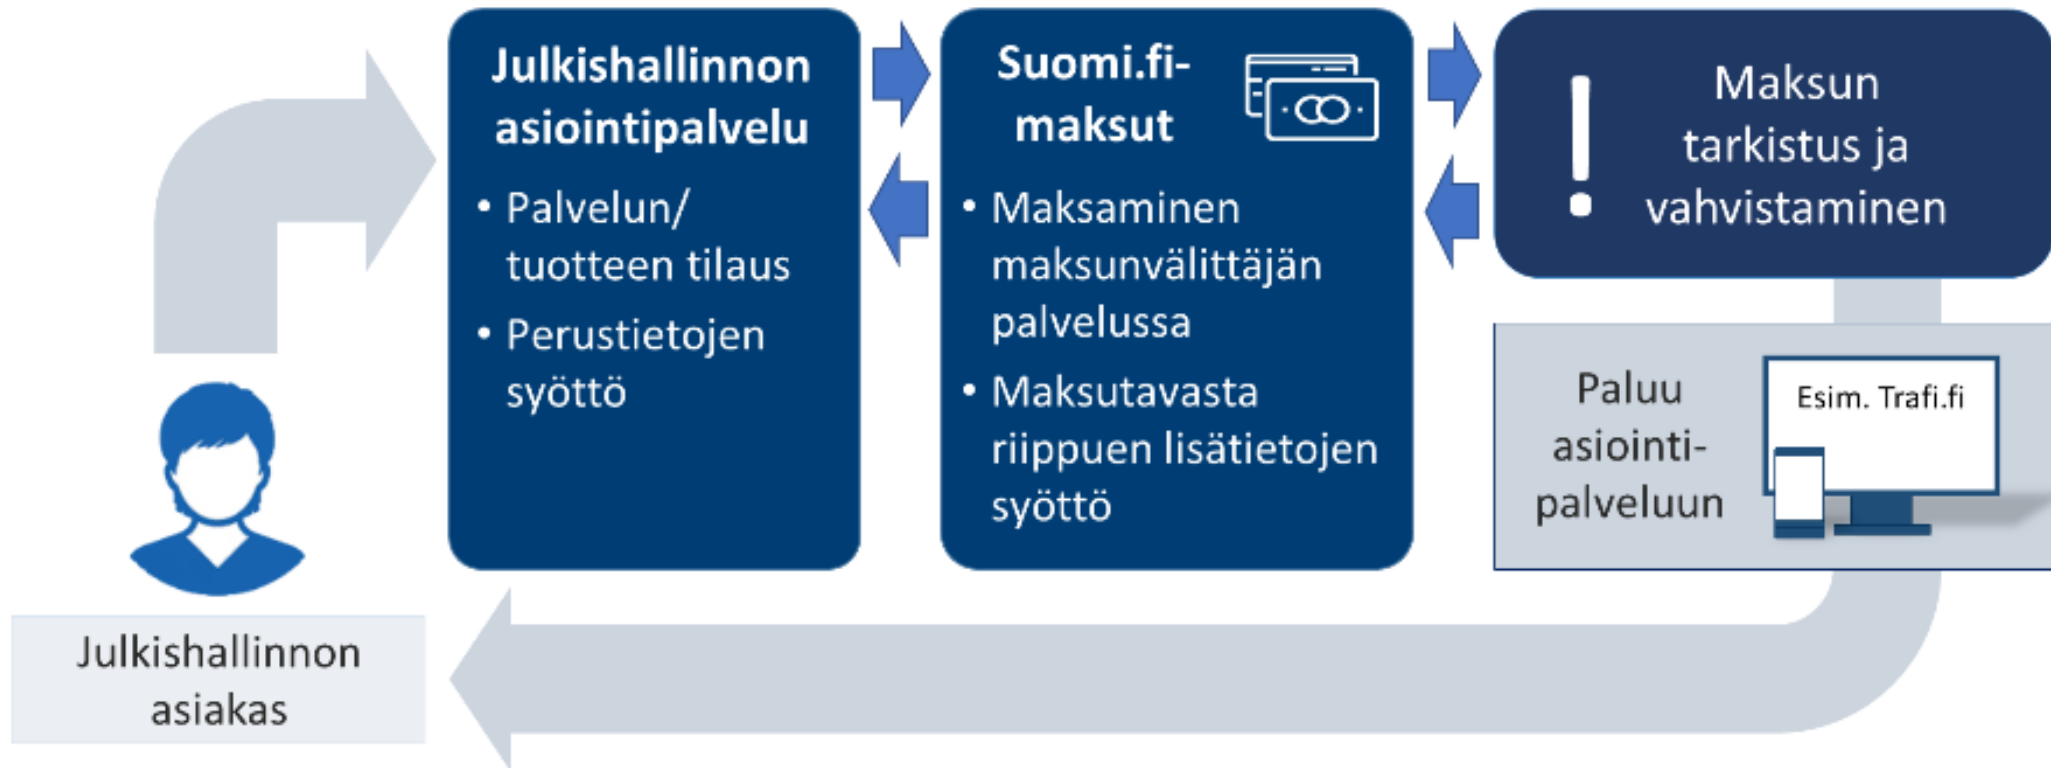 Julkishallinnon
asiointipalvelu
• Palvelun/
tuotteen tilaus
• Perustietojen
syöttö
Suomi.fi-
maksut
• Maksaminen
maksunvälittäjän
palvelussa
• Maksutavasta
riippuen lisätietojen
syöttö
!
Maksun
tarkistus ja
vahvistaminen
Paluu
asiointi-
palveluun
Esim. Trafi.fi
Julkishallinnon
asiakas